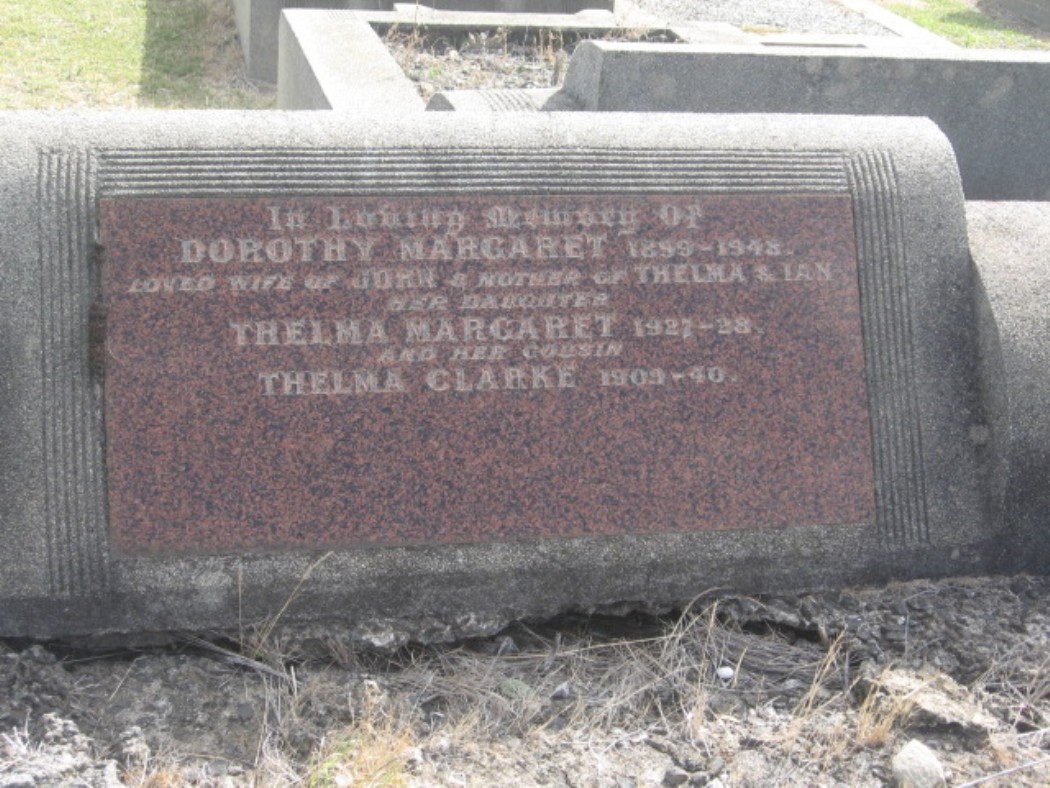 In Loving Memory Of
DOROTHY MARGARET 1899-1948.
LOVED WIFE OF JOHN & MOTHER OF THELMA & IAN
HER DAUGHTER
THELMA MARGARET 1927-28.
AND HER COUSIN
THELMA CLARKE 1909-40.